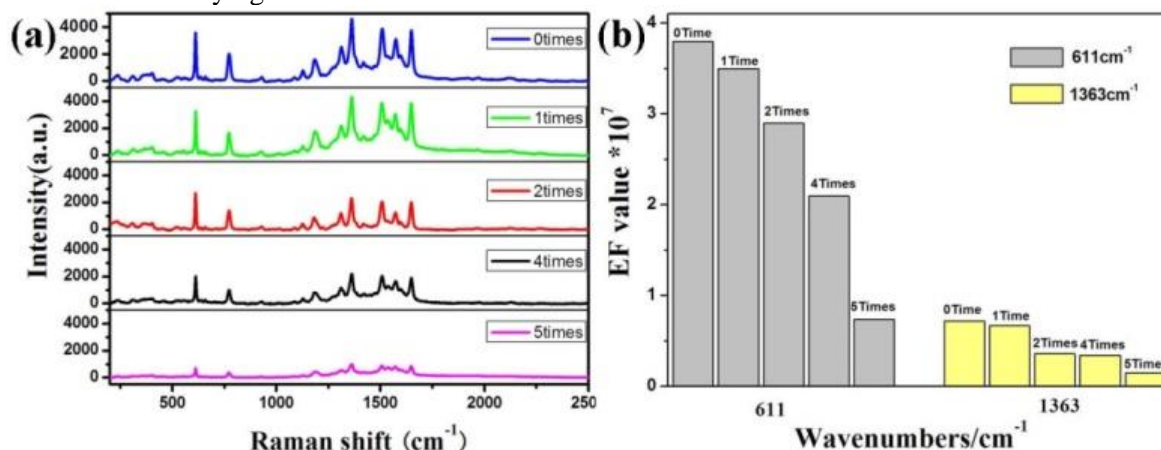 (a)
4000
2000
0
0times
4000
2000
0
1times
4000
2000
0
2times
4000
2000
0
4times
4000
2000
0
5times
Intensity(a.u.)
500
1000
1500
2000
250
Raman shift (cm⁻¹)
(b)
EF value *10⁷
4
3
2
1
0
0Time
1Time
2Times
4Times
5Times
0Time
1Time
2Times
4Times
5Time
611cm⁻¹
1363cm⁻¹
611
1363
Wavenumbers/cm⁻¹